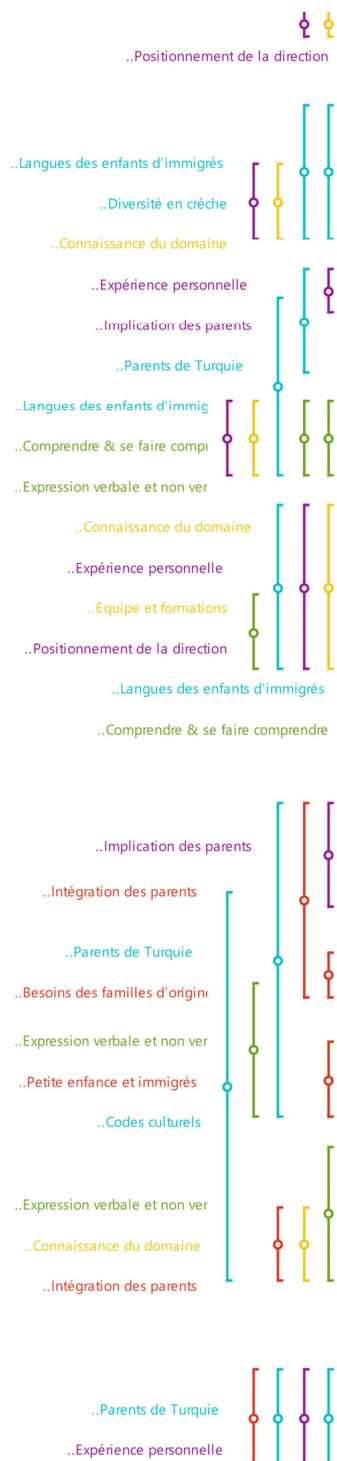 ..Positionnement de la direction
..Langues des enfants d'immigrés
..Diversité en crèche
..Connaissance du domaine
..Expérience personnelle
..Implication des parents
..Parents de Turquie
..Langues des enfants d'immig
..Comprendre & se faire compr
..Expression verbale et non ver
..Connaissance du domaine
..Expérience personnelle
..Equipe et formations
..Positionnement de la direction
..Langues des enfants d'immigrés
..Comprendre & se faire comprendre
..Implication des parents
..Intégration des parents
..Parents de Turquie
..Besoins des familles d'origin
..Expression verbale et non ver
..Petite enfance et immigrés
..Codes culturels
..Expression verbale et non ver
..Connaissance du domaine
..Intégration des parents
..Parents de Turquie
..Expérience personnelle